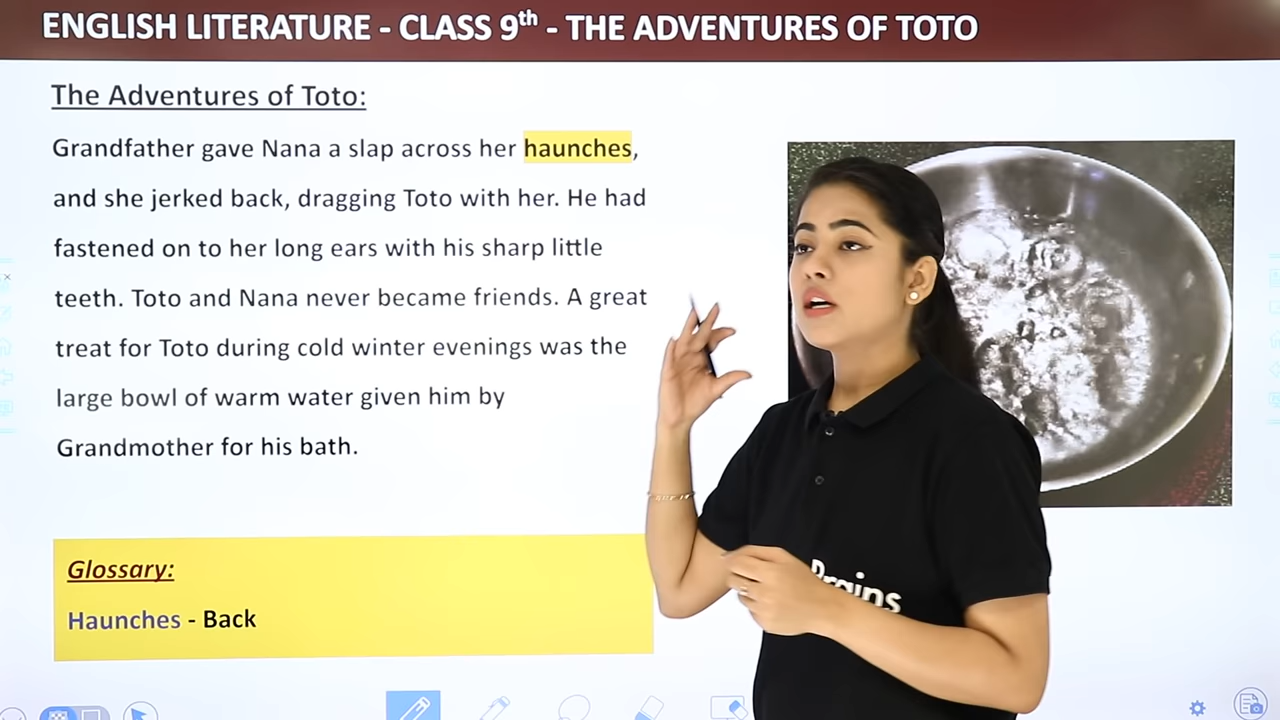 ENGLISH LITERATURE - CLASS 9th - THE ADVENTURES OF TOTO
The Adventures of Toto:
Grandfather gave Nana a slap across her haunches,
and she jerked back, dragging Toto with her. He had
fastened on to her long ears with his sharp little
teeth. Toto and Nana never became friends. A great
treat for Toto during cold winter evenings was the
large bowl of warm water given him by
Grandmother for his bath.
Glossary:
Haunches - Back
Brains